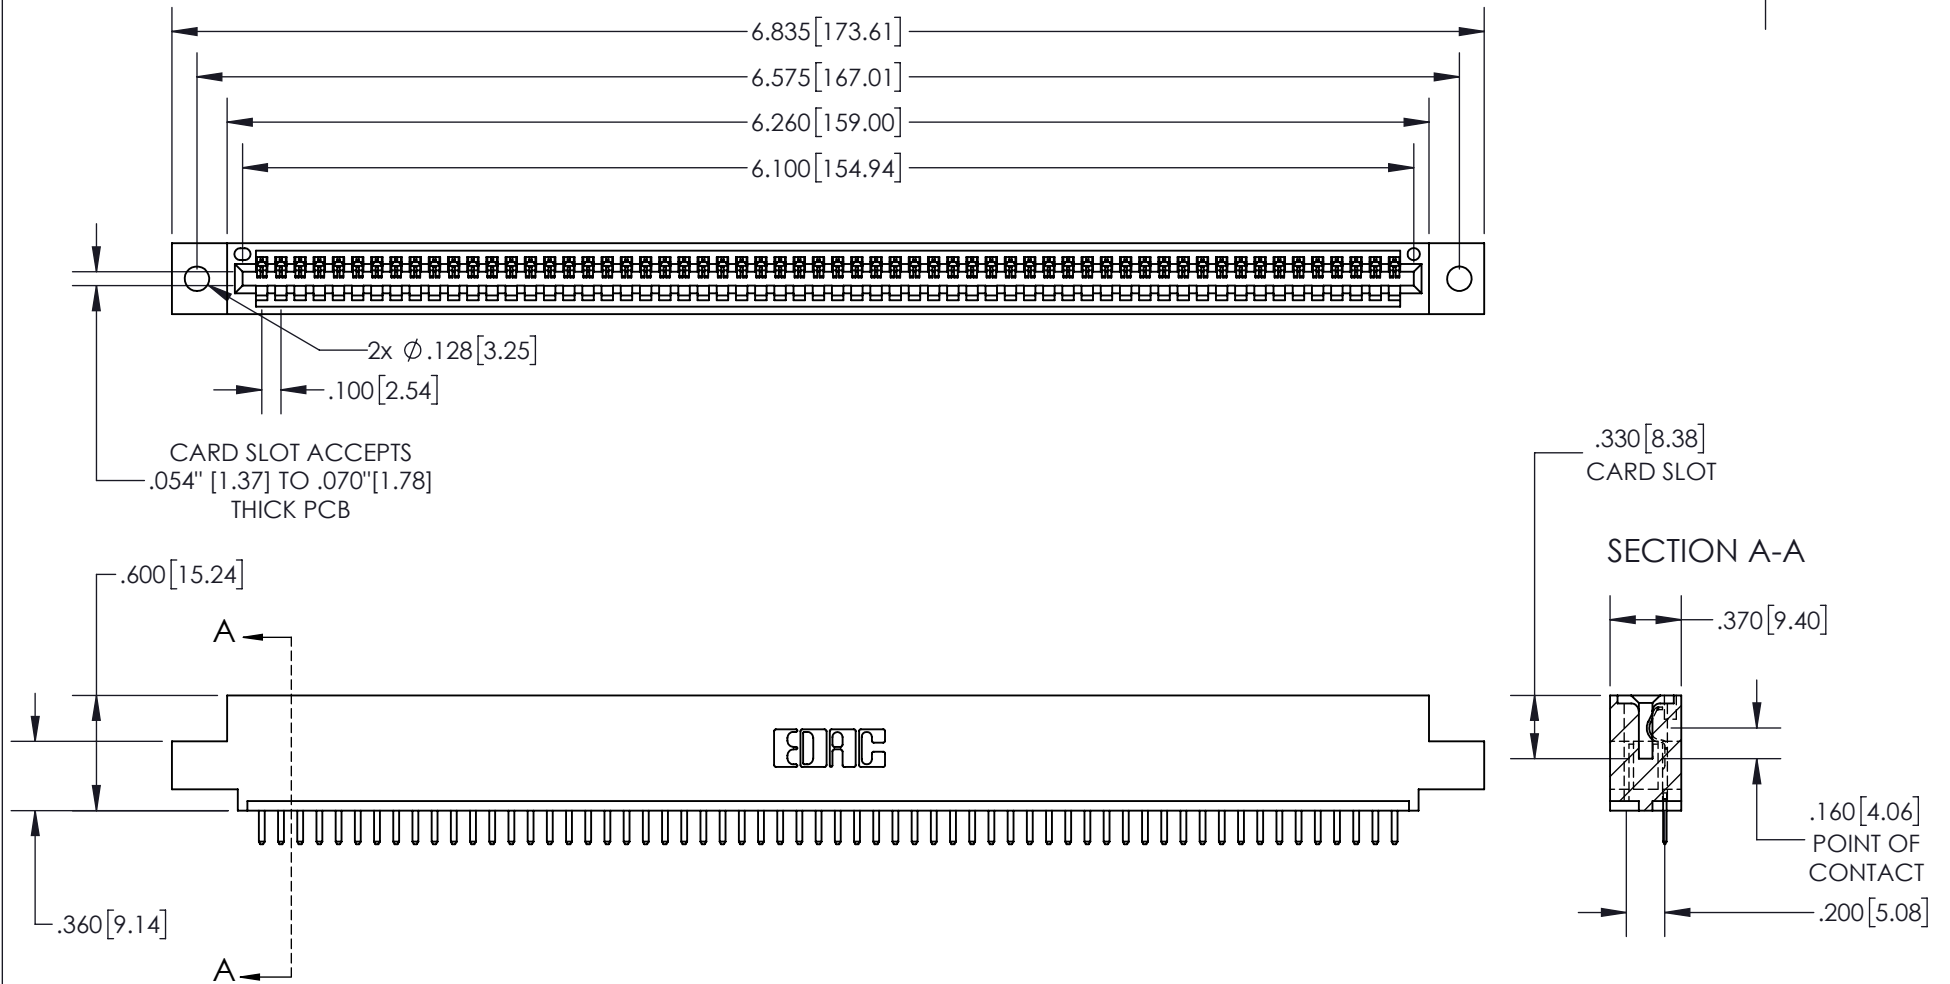 6.835[173.61]
6.575[167.01]
6.260[159.00]
6.100[154.94]
2x Ø.128[3.25]
.100[2.54]
CARD SLOT ACCEPTS
.054" [1.37] TO .070"[1.78]
THICK PCB
.330[8.38]
CARD SLOT
SECTION A-A
.600[15.24]
A
.370[9.40]
EDAC
.160[4.06]
POINT OF
CONTACT
.200[5.08]
.360[9.14]
A